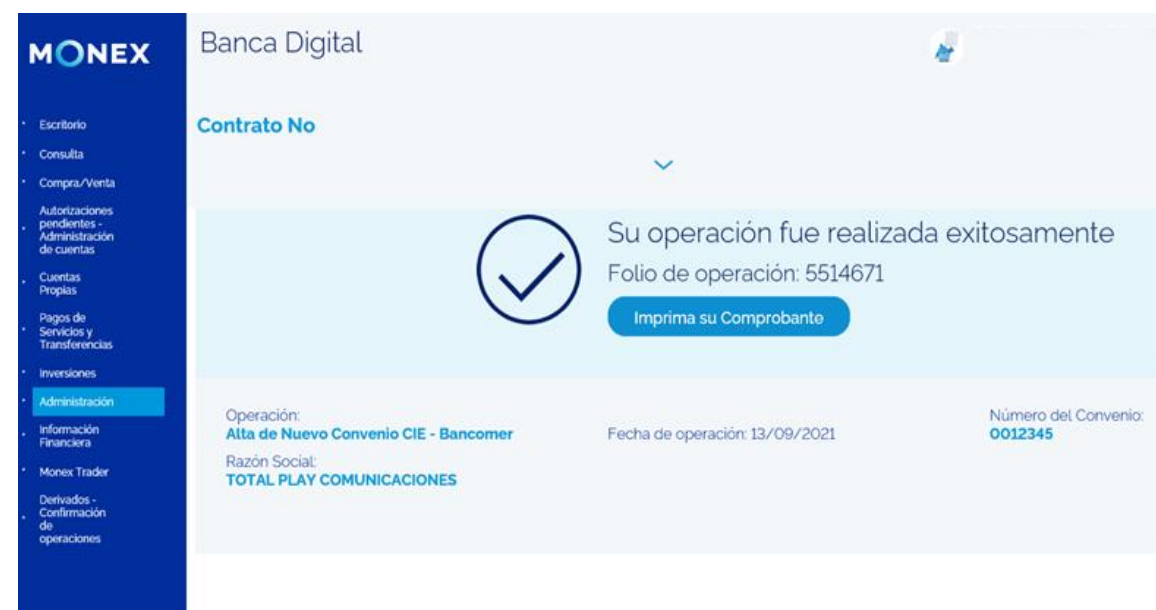 MONEX
Banca Digital
Escritorio
Consulta
Compra/Venta
Autorizaciones
pendientes -
Administración
de cuentas
Cuentas
Propias
Pagos de
Servicios y
Transferencias
Inversiones
Administración
Información
Financiera
Monex Trader
Derivados -
Confirmación
de
operaciones
Contrato No
Su operación fue realizada exitosamente
Folio de operación: 5514671
Imprima su Comprobante
Operación:
Alta de Nuevo Convenio CIE - Bancomer
Fecha de operación: 13/09/2021
Número del Convenio:
0012345
Razón Social:
TOTAL PLAY COMUNICACIONES